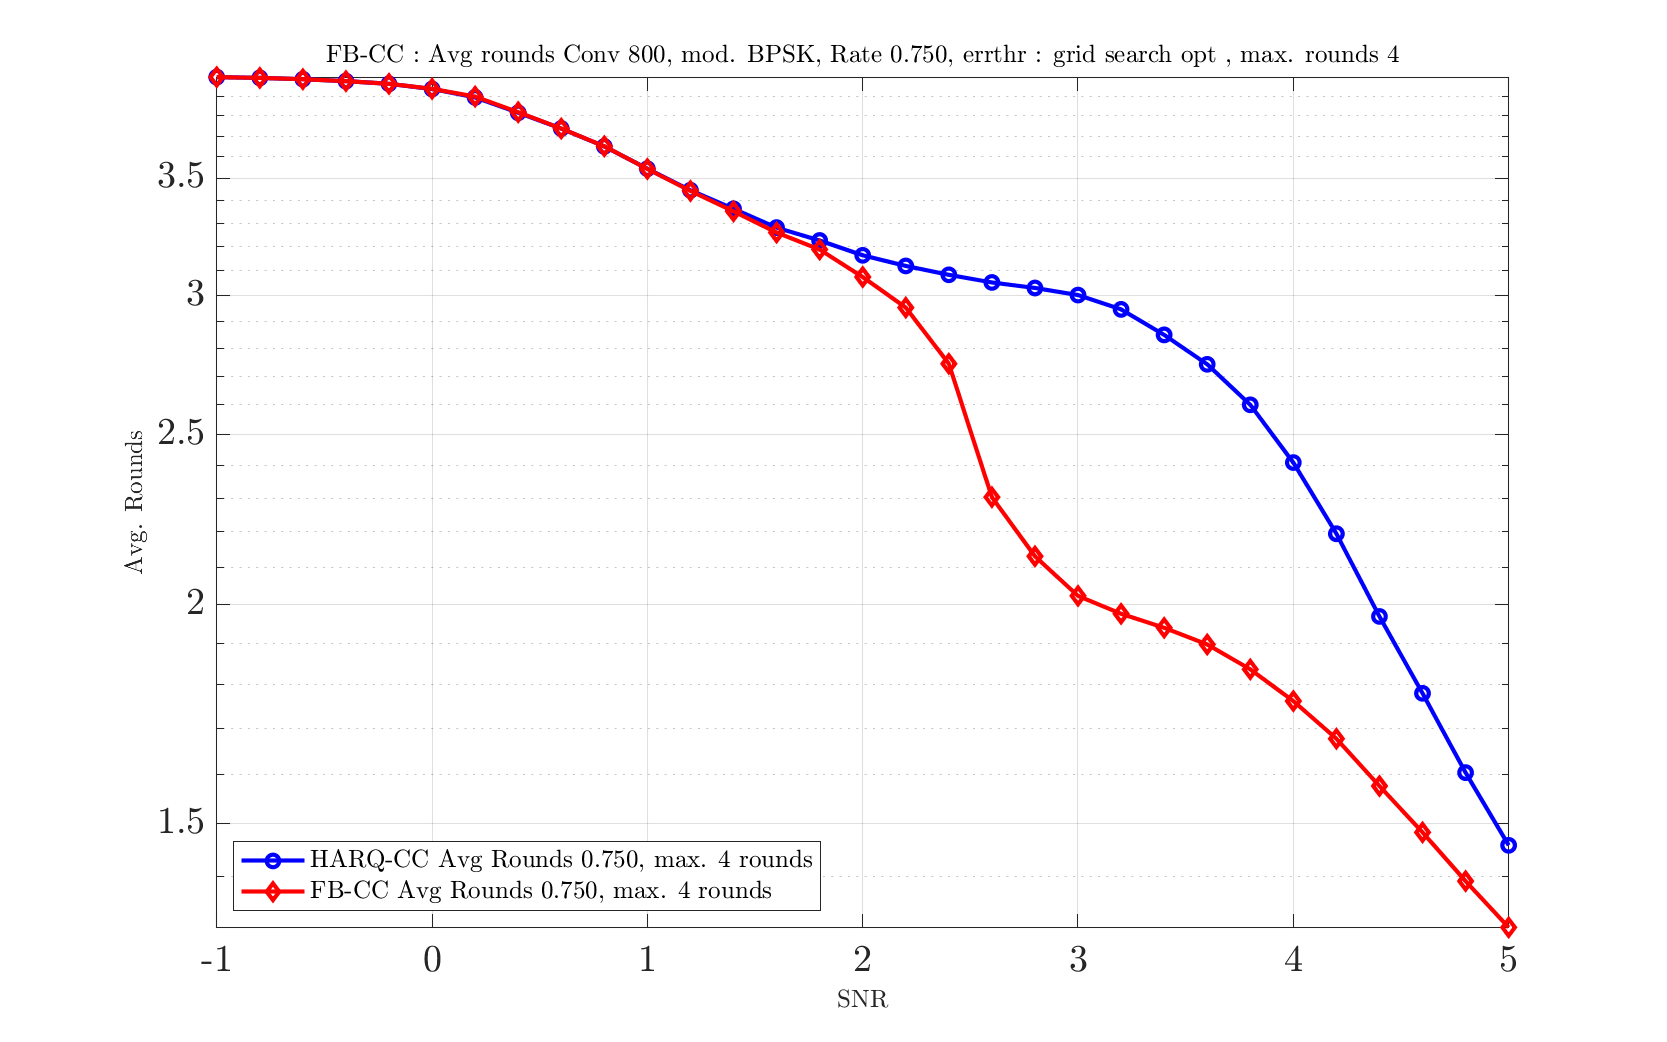 FB-CC : Avg rounds Conv 800, mod. BPSK, Rate 0.750, errthr : grid search opt , max. rounds 4
3.5
3
2.5
2
1.5
Avg. Rounds
HARQ-CC Avg Rounds 0.750, max. 4 rounds
FB-CC Avg Rounds 0.750, max. 4 rounds
-1 0 1 2 3 4 5
SNR